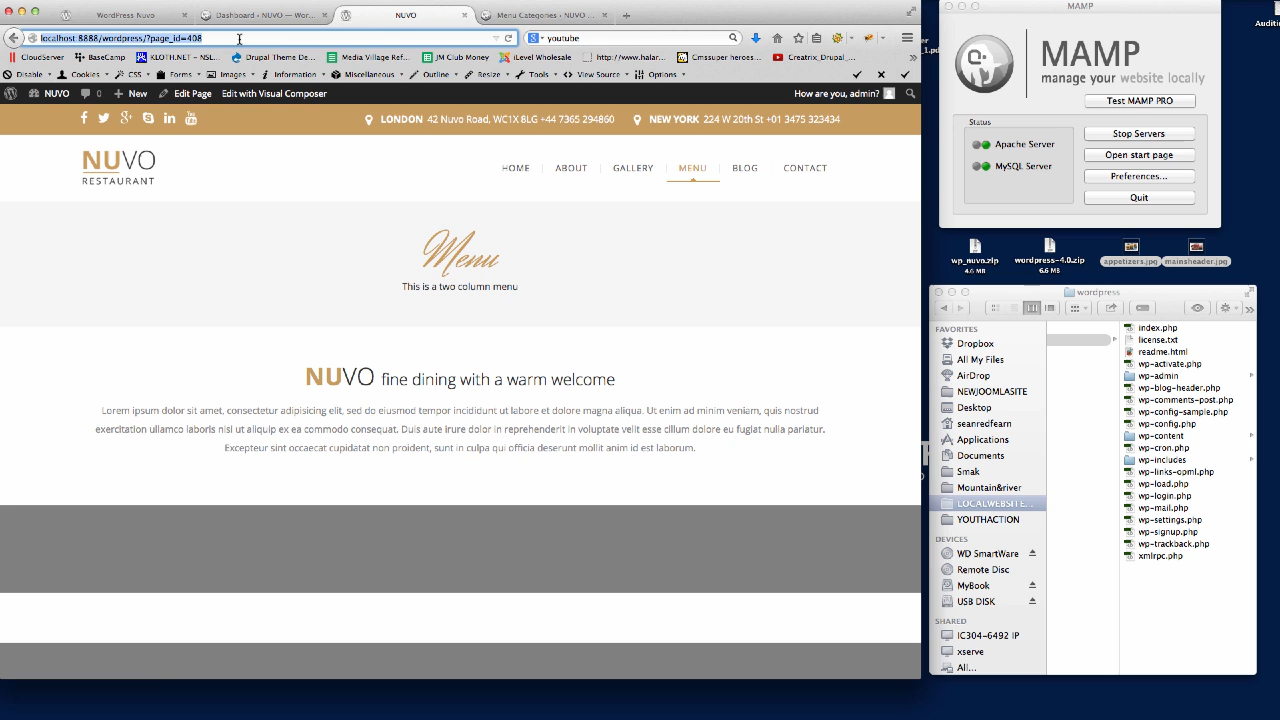 WordPress Nuvo
Dashboard ‹ NUVO — Wor...
NUVO
Menu Categories ‹ NUVO ...
localhost:8888/wordpress/?page_id=408
youtube
CloudServer
BaseCamp
KLOTH.NET - NSL...
Drupal Theme De...
Media Village Ref...
JM Club Money
iLevel Wholesale
http://www.halar...
Cmssuper heroes...
Creatrix_Drupal_...
Disable
Cookies
CSS
Forms
Images
Information
Miscellaneous
Outline
Resize
Tools
View Source
Options
NUVO
0
New
Edit Page
Edit with Visual Composer
How are you, admin?
LONDON 42 Nuvo Road, WC1X 8LG +44 7365 294860
NEW YORK 224 W 20th St +01 3475 323434
NUVO
RESTAURANT
HOME
ABOUT
GALLERY
MENU
BLOG
CONTACT
Menu
This is a two column menu
NUVO fine dining with a warm welcome
Lorem ipsum dolor sit amet, consectetur adipisicing elit, sed do eiusmod tempor incididunt ut labore et dolore magna aliqua. Ut enim ad minim veniam, quis nostrud
exercitation ullamco laboris nisi ut aliquip ex ea commodo consequat. Duis aute irure dolor in reprehenderit in voluptate velit esse cillum dolore eu fugiat nulla pariatur.
Excepteur sint occaecat cupidatat non proident, sunt in culpa qui officia deserunt mollit anim id est laborum.
MAMP
MAMP
manage your website locally
Test MAMP PRO
Status
Apache Server
MySQL Server
Stop Servers
Open start page
Preferences...
Quit
wp_nuvo.zip
4.6 MB
wordpress-4.0.zip
6.6 MB
appetizers.jpg
mainsheader.jpg
wordpress
FAVORITES
Dropbox
All My Files
AirDrop
NEWJOOMLASITE
Desktop
seanredfearn
Applications
Documents
Smak
Mountain&river
LOCALWEBSITE...
YOUTHACTION
DEVICES
WD SmartWare
Remote Disc
MyBook
USB DISK
SHARED
IC304-6492 IP
xserve
All...
index.php
license.txt
readme.html
wp-activate.php
wp-admin
wp-blog-header.php
wp-comments-post.php
wp-config-sample.php
wp-config.php
wp-content
wp-cron.php
wp-includes
wp-links-opml.php
wp-load.php
wp-login.php
wp-mail.php
wp-settings.php
wp-signup.php
wp-trackback.php
xmlrpc.php